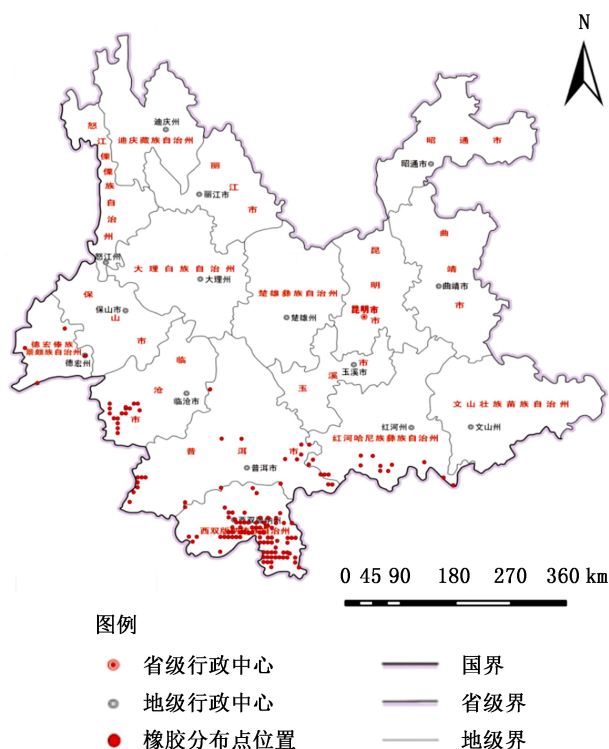 N
迪庆州
迪庆藏族自治州
怒江傈僳族自治州
昭通市
昭通市
丽江市
丽江市
怒江州
大理白族自治州
大理州
楚雄彝族自治州
楚雄州
昆明市
昆明市
曲靖市
曲靖市
保山市
保山市
德宏傣族
景颇族自治州
德宏州
临沧市
临沧市
玉溪市
玉溪市
文山壮族苗族自治州
文山州
红河州
红河哈尼族彝族自治州
普洱市
普洱市
西双版纳傣族自治州
0 45 90 180 270 360 km
图例
省级行政中心
国界
地级行政中心
省级界
橡胶分布点位置
地级界